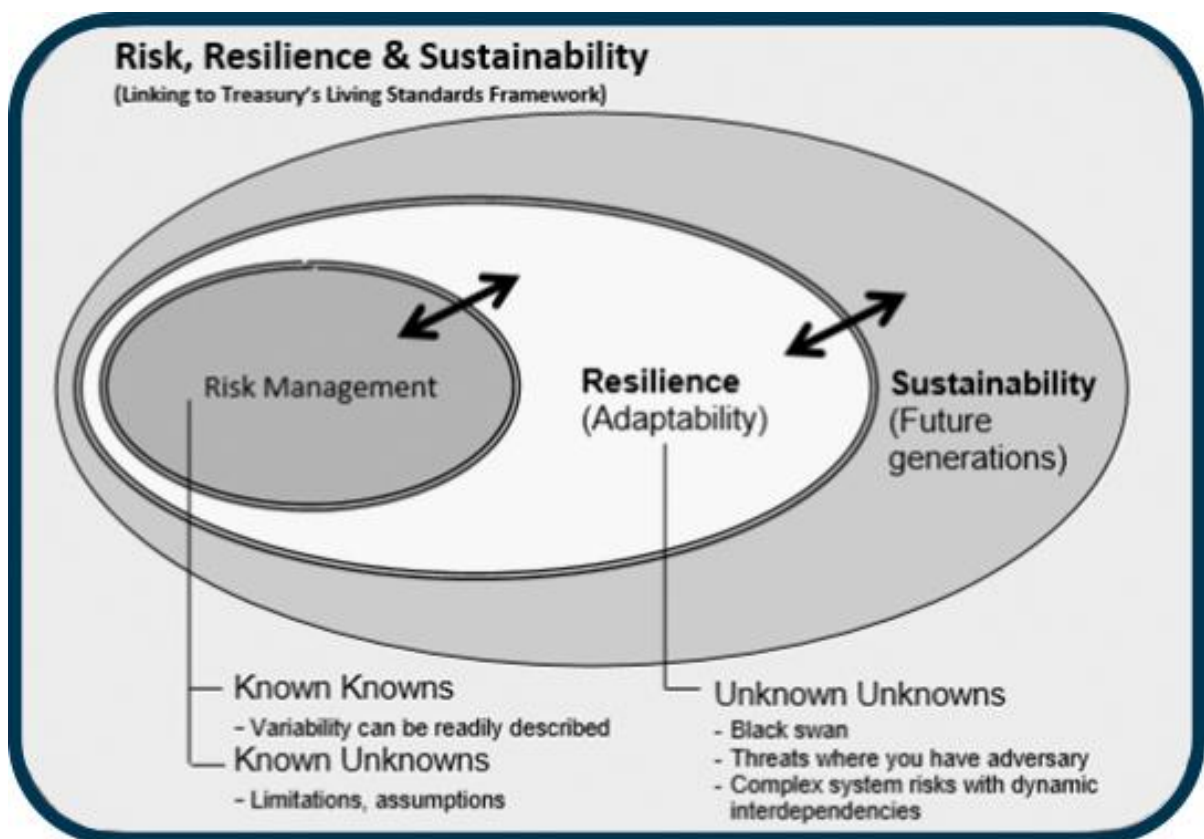 Risk, Resilience & Sustainability
(Linking to Treasury's Living Standards Framework)
Risk Management
Resilience
(Adaptability)
Sustainability
(Future
generations)
Known Knowns
- Variability can be readily described
Known Unknowns
- Limitations, assumptions
Unknown Unknowns
- Black swan
- Threats where you have adversary
- Complex system risks with dynamic
interdependencies